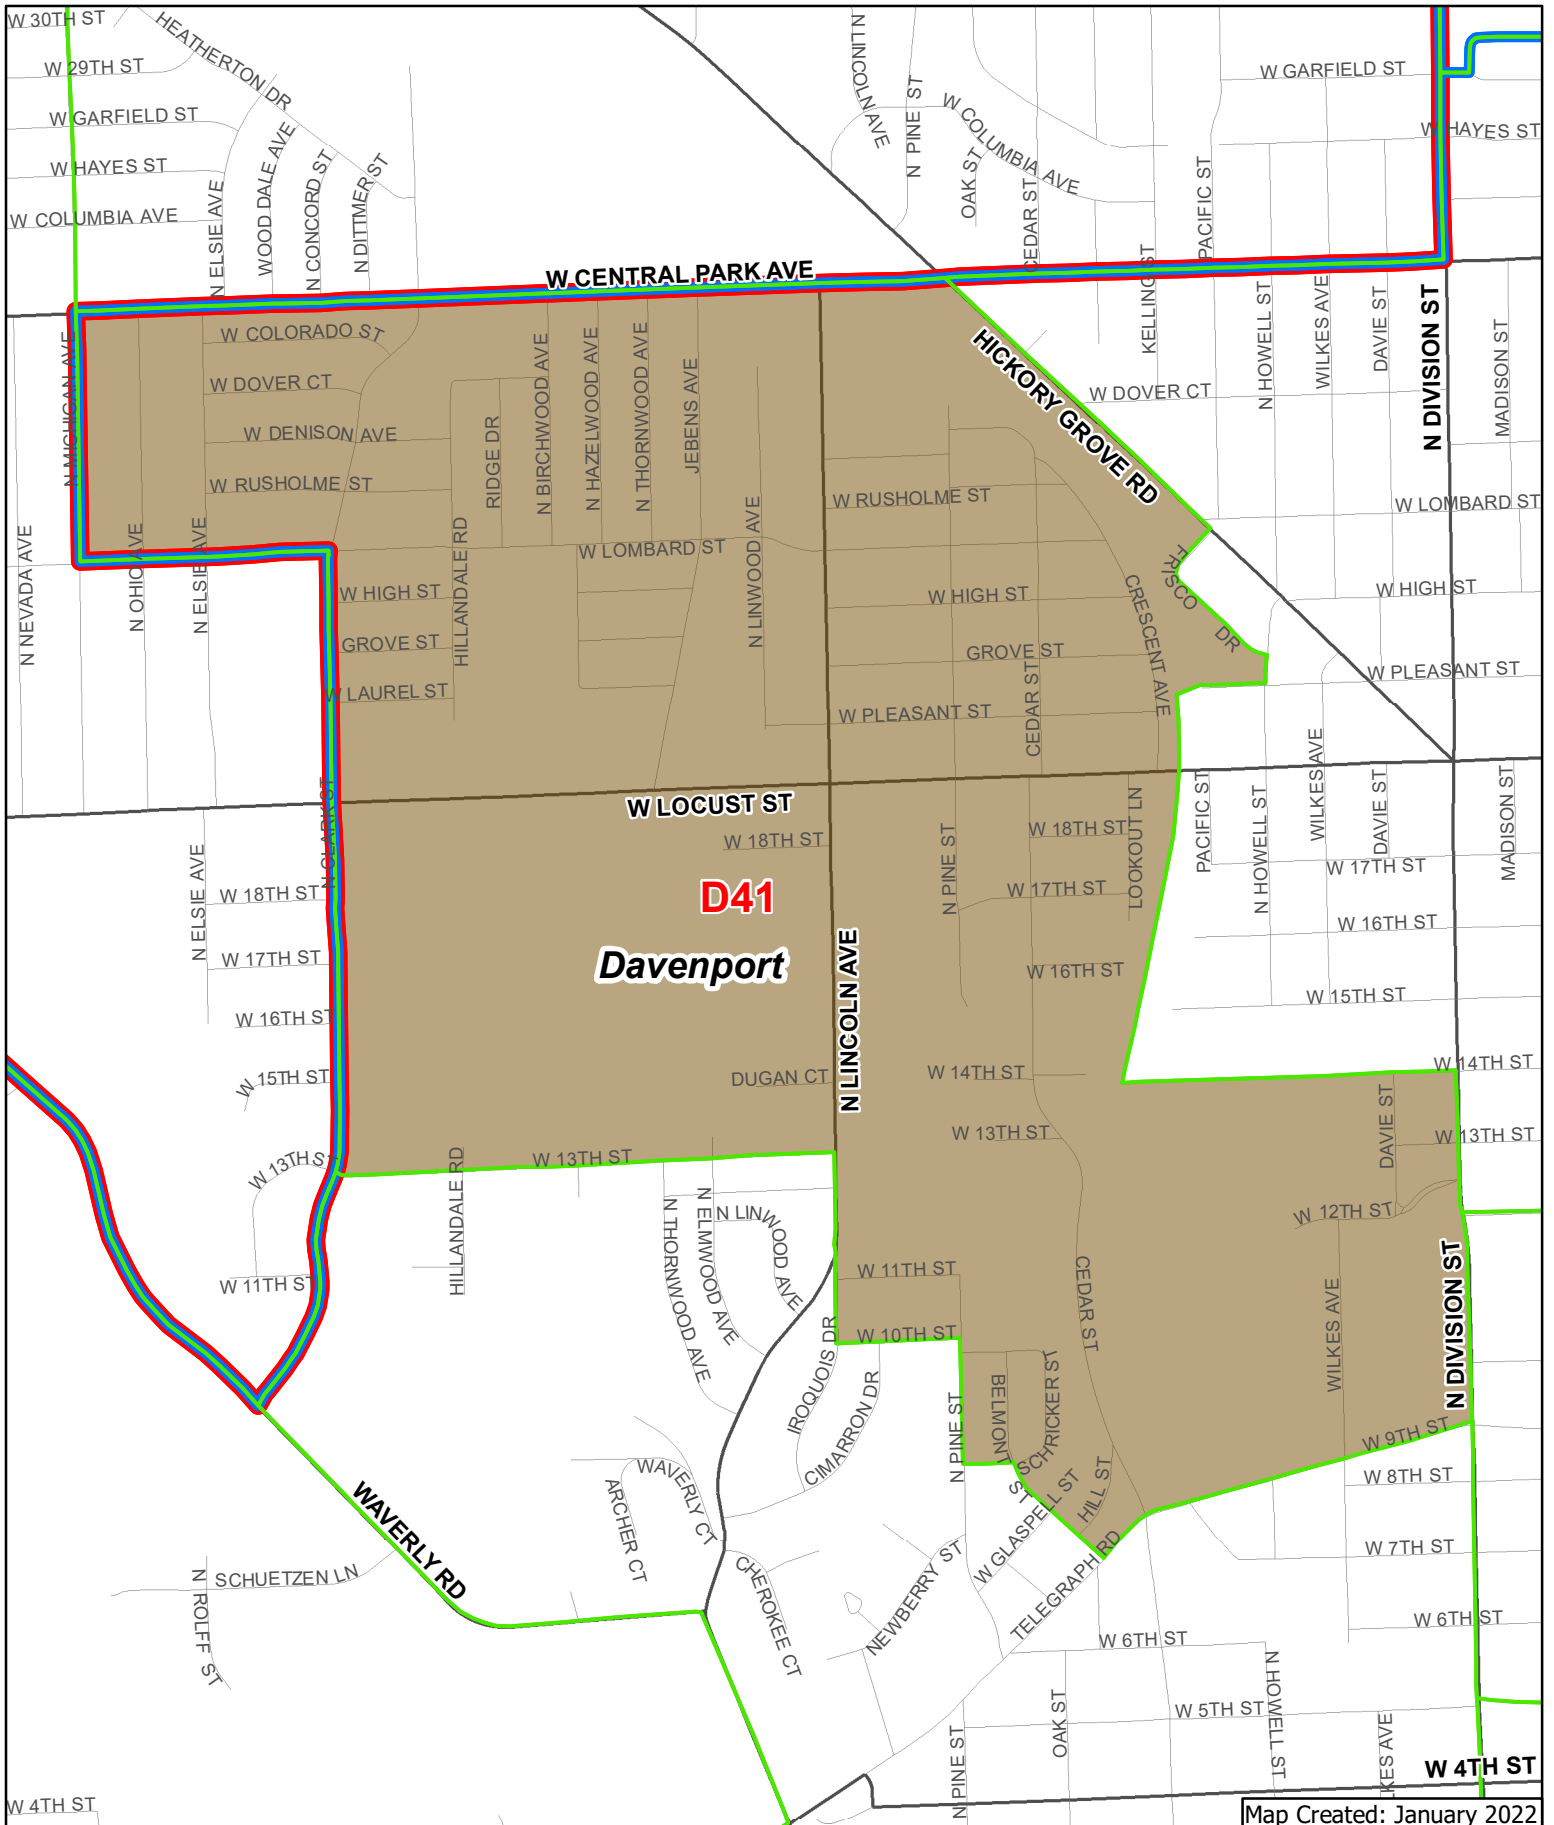 W 30TH ST
HEATHERTON DR
W 29TH ST
W GARFIELD ST
W HAYES ST
W COLUMBIA AVE
N ELSIE AVE
WOOD DALE AVE
N CONCORD ST
N DITTMER ST
N LINCOLN AVE
N PINE ST
W COLUMBIA AVE
OAK ST
CEDAR ST
PACIFIC ST
W GARFIELD ST
W HAYES ST
W CENTRAL PARK AVE
N MICHIGAN AVE
W COLORADO ST
W DOVER CT
W DENISON AVE
W RUSHOLME ST
RIDGE DR
N BIRCHWOOD AVE
N HAZELWOOD AVE
N THORNWOOD AVE
JEBENS AVE
HICKORY GROVE RD
KELLING ST
N HOWELL ST
WILKES AVE
DAVIE ST
N DIVISION ST
MADISON ST
W DOVER CT
W RUSHOLME ST
W LOMBARD ST
N NEVADA AVE
N OHIO AVE
N ELSIE AVE
HILLANDALE RD
W LOMBARD ST
N LINWOOD AVE
W HIGH ST
GROVE ST
W LAUREL ST
W HIGH ST
GROVE ST
CEDAR ST
CRESCENT AVE
FRISCO DR
W HIGH ST
W PLEASANT ST
W PLEASANT ST
N CLARK ST
W LOCUST ST
W 18TH ST
D41
Davenport
N LINCOLN AVE
N PINE ST
W 18TH ST
W 17TH ST
LOOKOUT LN
W 16TH ST
PACIFIC ST
N HOWELL ST
WILKES AVE
DAVIE ST
MADISON ST
W 17TH ST
W 16TH ST
W 15TH ST
N ELSIE AVE
W 18TH ST
W 17TH ST
W 16TH ST
W 15TH ST
DUGAN CT
W 14TH ST
W 13TH ST
W 14TH ST
DAVIE ST
W 13TH ST
W 13TH ST
W 13TH ST
HILLANDALE RD
W 11TH ST
N THORNWOOD AVE
N ELMWOOD AVE
N LINWOOD AVE
W 12TH ST
W 11TH ST
W 10TH ST
CEDAR ST
WILKES AVE
N DIVISION ST
IROQUOIS DR
CIMARRON DR
N PINE ST
BELMONT ST
SCHRICKER ST
W GLASPELL ST
HILL ST
W 9TH ST
W 8TH ST
W 7TH ST
W 6TH ST
WAVERLY RD
WAVERLY CT
ARCHER CT
CHEROKEE CT
SCHUETZEN LN
N ROLFF ST
NEWBERRY ST
TELEGRAPH RD
W 6TH ST
OAK ST
W 5TH ST
N HOWELL ST
N PINE ST
KES AVE
W 4TH ST
W 4TH ST
Map Created: January 2022